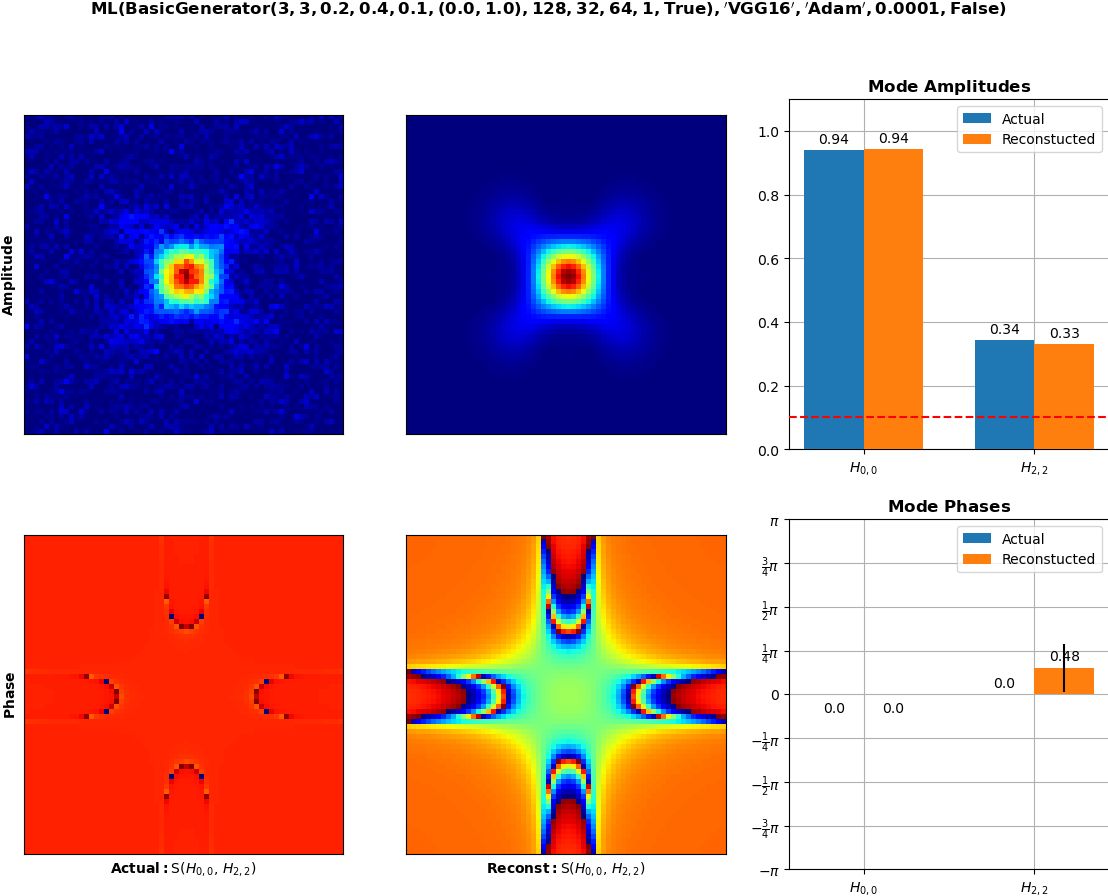 ML(BasicGenerator(3, 3, 0.2, 0.4, 0.1, (0.0, 1.0), 128, 32, 64, 1, True), ′VGG16′, ′Adam′, 0.0001, False)
Amplitude
Mode Amplitudes
Actual
Reconstucted
1.0
0.8
0.6
0.4
0.2
0.0
0.94
0.94
0.34
0.33
H0, 0
H2, 2
Phase
Actual: S(H0, 0, H2, 2)
Reconst: S(H0, 0, H2, 2)
Mode Phases
Actual
Reconstucted
π
3/4π
1/2π
1/4π
0
−1/4π
−1/2π
−3/4π
−π
0.0
0.0
0.0
0.48
H0, 0
H2, 2